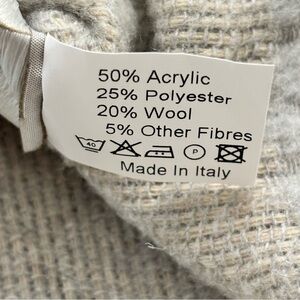 50% Acrylic
25% Polyester
20% Wool
5% Other Fibres
40 P
Made In Italy